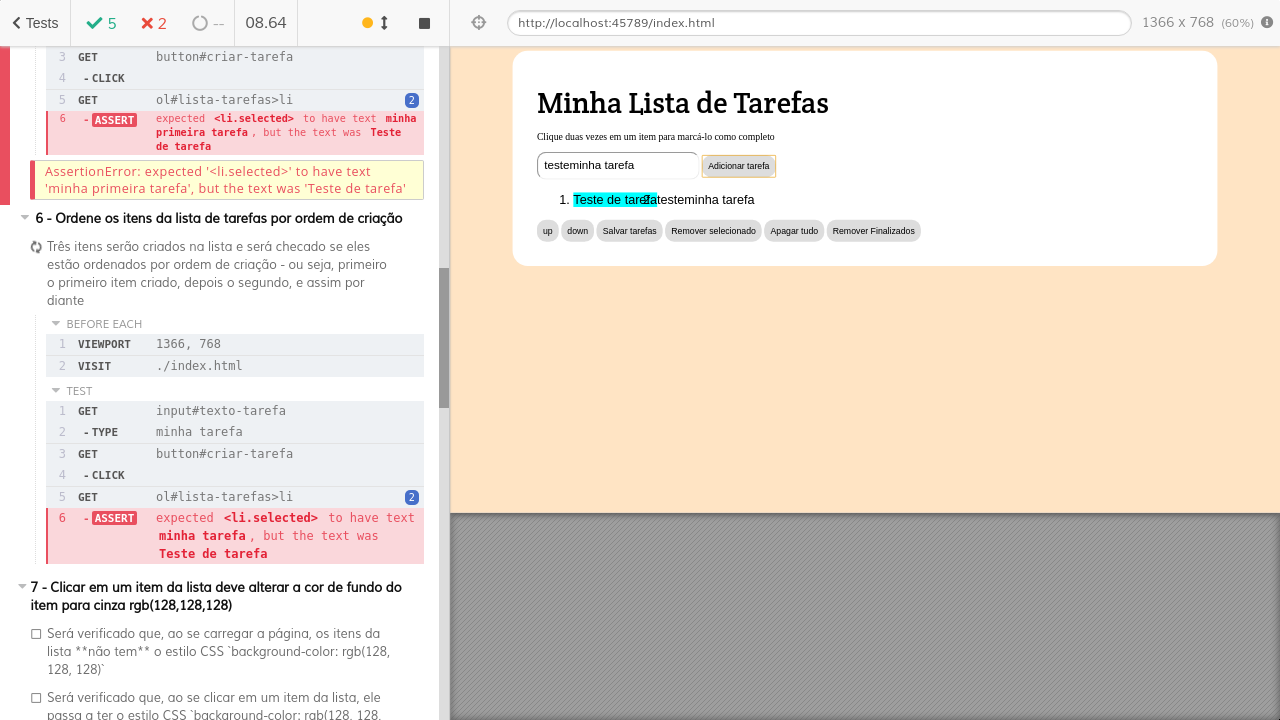 Tests
5
2
--
08.64
http://localhost:45789/index.html
1366 x 768 (60%)
3 GET button#criar-tarefa
4 -CLICK
5 GET ol#lista-tarefas>li 2
6 -ASSERT expected <li.selected> to have text minha
primeira tarefa, but the text was Teste
de tarefa
AssertionError: expected '<li.selected>' to have text
'minha primeira tarefa', but the text was 'Teste de tarefa'
6 - Ordene os itens da lista de tarefas por ordem de criação
Três itens serão criados na lista e será checado se eles
estão ordenados por ordem de criação - ou seja, primeiro
o primeiro item criado, depois o segundo, e assim por
diante
BEFORE EACH
1 VIEWPORT 1366, 768
2 VISIT ./index.html
TEST
1 GET input#texto-tarefa
2 -TYPE minha tarefa
3 GET button#criar-tarefa
4 -CLICK
5 GET ol#lista-tarefas>li 2
6 -ASSERT expected <li.selected> to have text
minha tarefa, but the text was
Teste de tarefa
7 - Clicar em um item da lista deve alterar a cor de fundo do
item para cinza rgb(128,128,128)
Será verificado que, ao se carregar a página, os itens da
lista **não tem** o estilo CSS `background-color: rgb(128,
128, 128)`
Será verificado que, ao se clicar em um item da lista, ele
passa a ter o estilo CSS `background-color: rgb(128, 128,
Minha Lista de Tarefas
Clique duas vezes em um item para marcá-lo como completo
testeminha tarefa Adicionar tarefa
1. Teste de tarefa 2. testeminha tarefa
up down Salvar tarefas Remover selecionado Apagar tudo Remover Finalizados